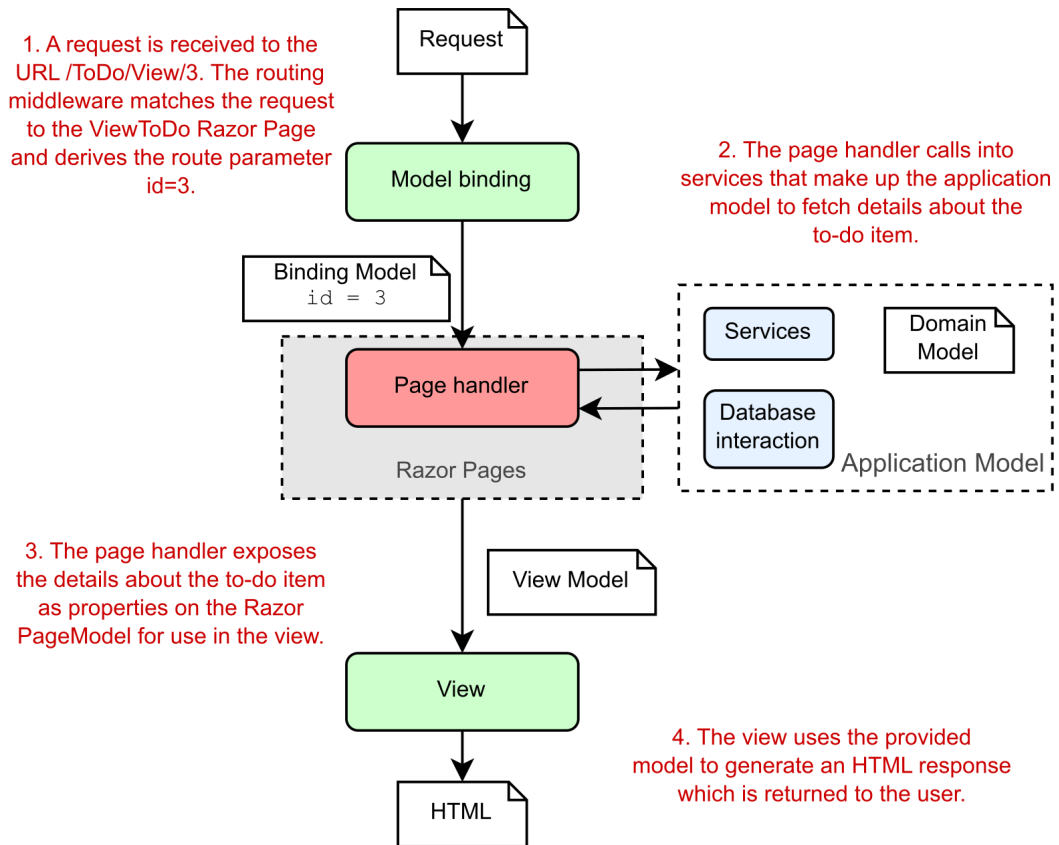 Request
1. A request is received to the
URL /ToDo/View/3. The routing
middleware matches the request
to the ViewToDo Razor Page
and derives the route parameter
id=3.
Model binding
2. The page handler calls into
services that make up the application
model to fetch details about the
to-do item.
Binding Model
id = 3
Services
Domain
Model
Page handler
Database
interaction
Application Model
Razor Pages
3. The page handler exposes
the details about the to-do item
as properties on the Razor
PageModel for use in the view.
View Model
View
4. The view uses the provided
model to generate an HTML response
which is returned to the user.
HTML